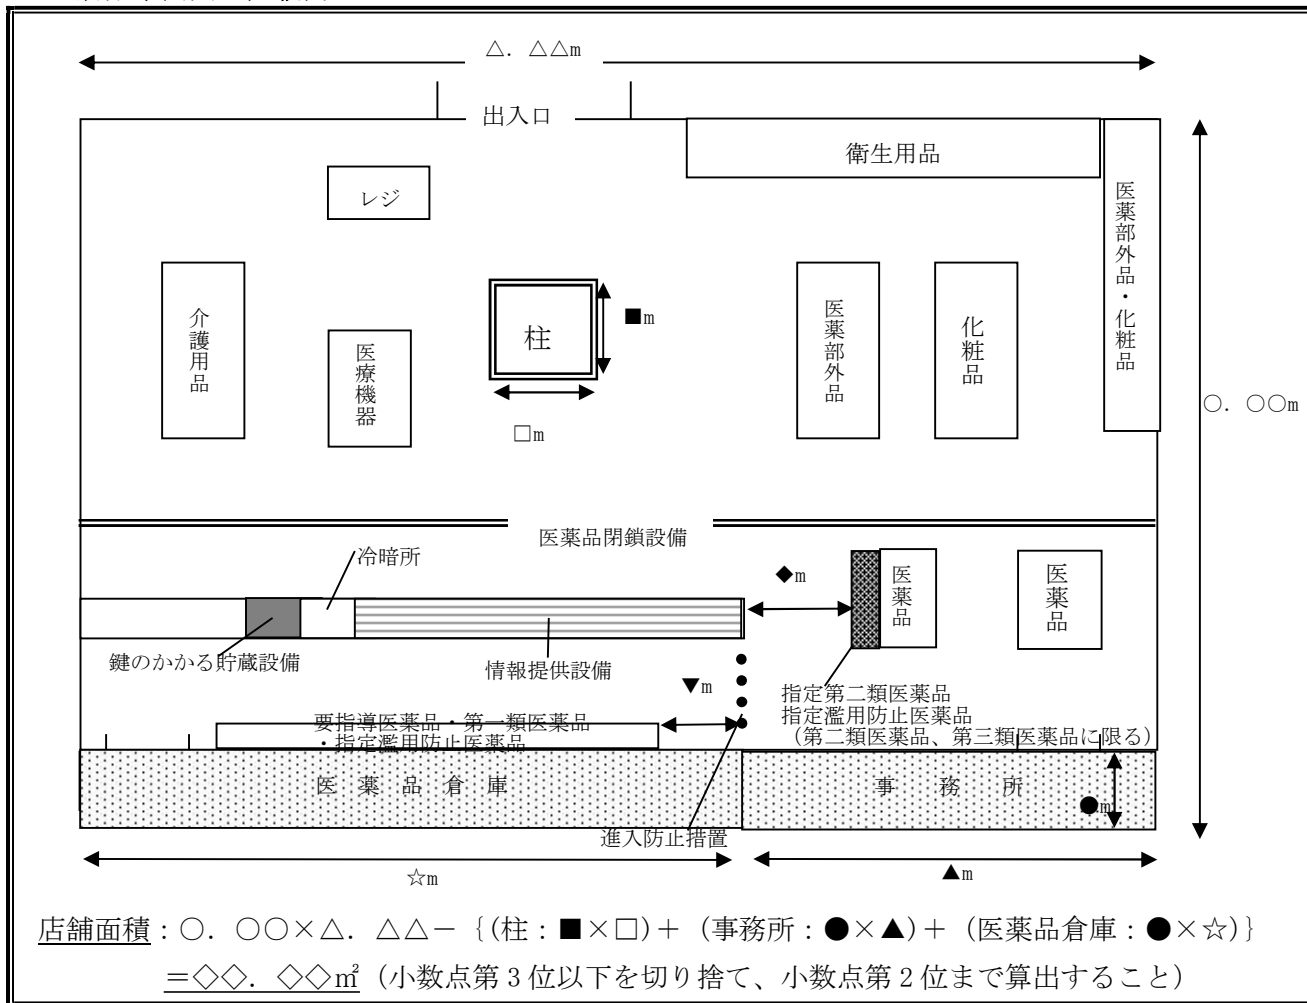 △．△△m
出入口
衛生用品
医薬部外品・化粧品
レジ
介護用品
医療機器
柱
■m
□m
医薬部外品
化粧品
○．○○m
医薬品閉鎖設備
冷暗所
◆m
医薬品
医薬品
鍵のかかる貯蔵設備
情報提供設備
▼m
指定第二類医薬品
指定濫用防止医薬品
（第二類医薬品、第三類医薬品に限る）
要指導医薬品・第一類医薬品
・指定濫用防止医薬品
医薬品倉庫
事務所
●m
進入防止措置
☆m
▲m
店舗面積：○．○○×△．△△－｛(柱：■×□)＋（事務所：●×▲)＋（医薬品倉庫：●×☆)｝
＝◇◇．◇◇㎡（小数点第３位以下を切り捨て、小数点第２位まで算出すること）